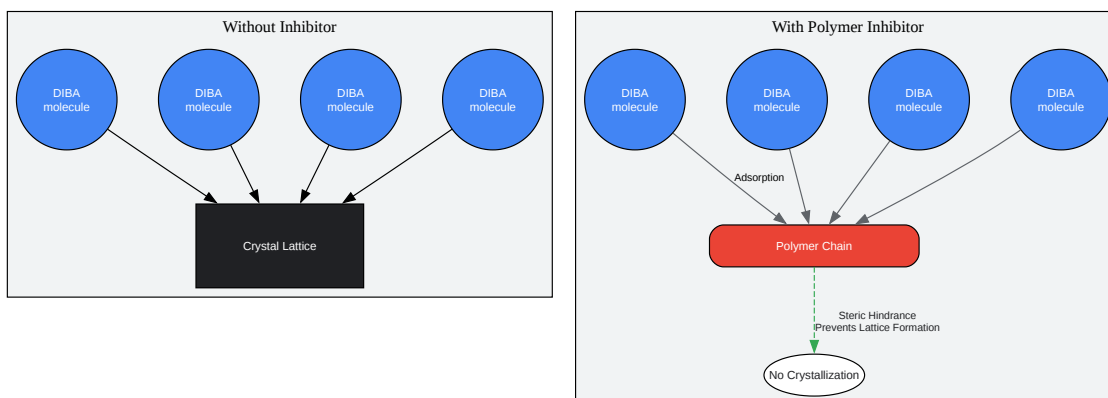 Without Inhibitor
DIBA
molecule
DIBA
molecule
DIBA
molecule
DIBA
molecule
Crystal Lattice
With Polymer Inhibitor
DIBA
molecule
DIBA
molecule
DIBA
molecule
DIBA
molecule
Adsorption
Polymer Chain
Steric Hindrance
Prevents Lattice Formation
No Crystallization